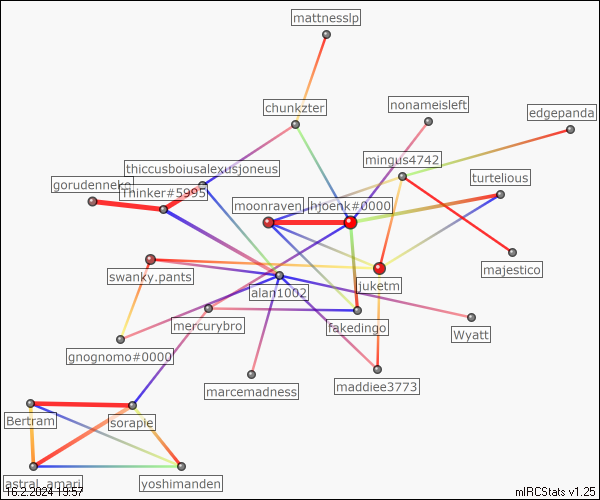 mattnesslp
chunkzter
nonameisleft
edgepanda
mingus4742
thiccusboiusalexusjoneus
turtelious
gorudenneko
Thinker#5995
moonraven
hjoenk#0000
swanky.pants
juketm
majestico
alan1002
mercurybro
fakedingo
Wyatt
gnognomo#0000
marcemadness
maddiee3773
Bertram
sorapie
astral_amari
yoshimanden
16.2.2024 19:57
mIRCStats v1.25